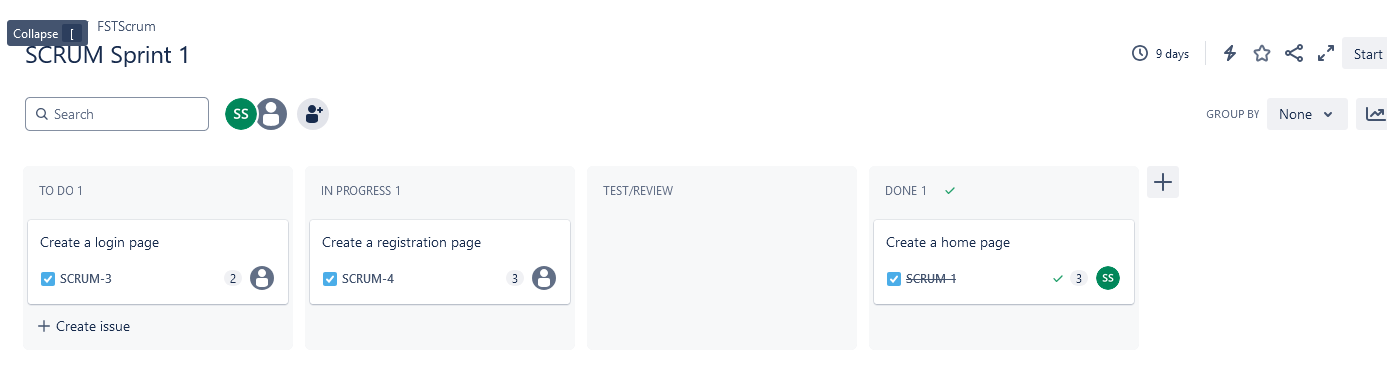 FSTScrum
Collapse [
SCRUM Sprint 1
9 days
Start
Search
SS
GROUP BY
None
TO DO 1
IN PROGRESS 1
TEST/REVIEW
DONE 1
Create a login page
SCRUM-3
2
Create a registration page
SCRUM-4
3
Create a home page
SCRUM-1
3
SS
Create issue